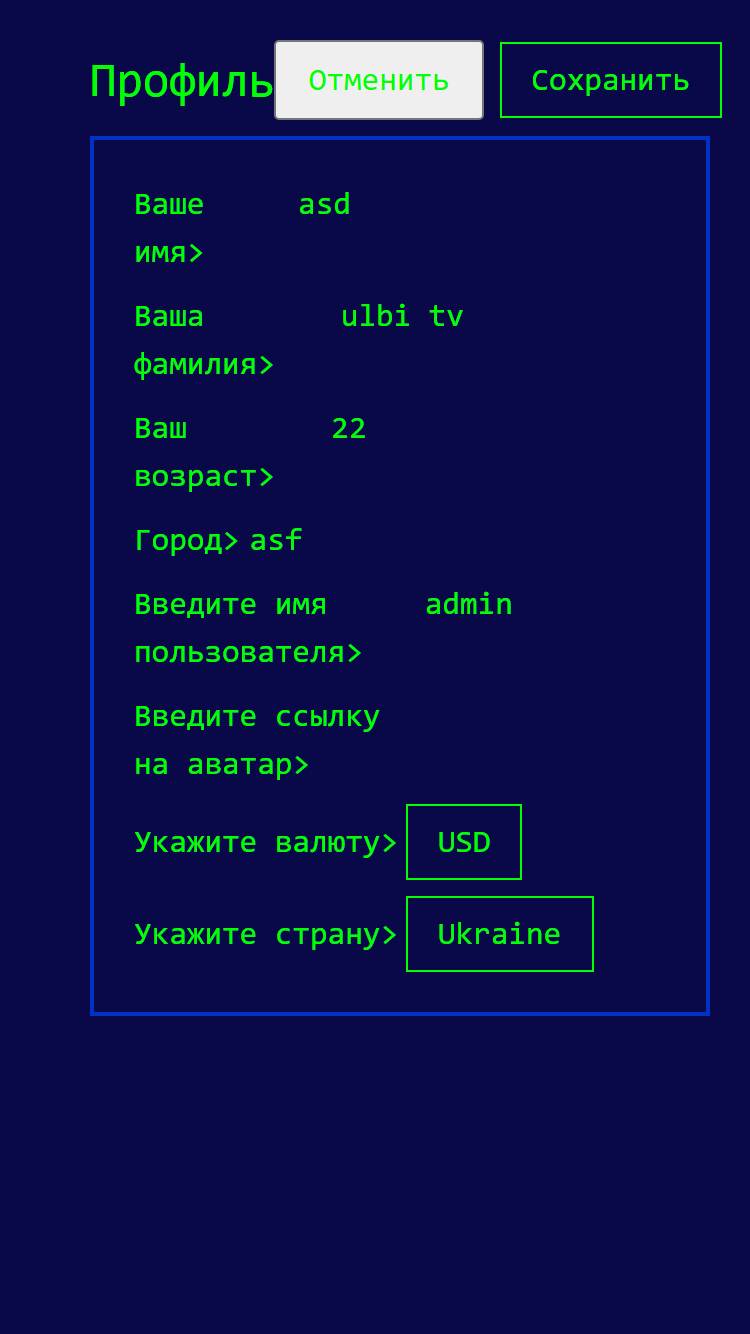 Профиль Отменить Сохранить
Ваше asd
имя>
Ваша ulbi tv
фамилия>
Ваш 22
возраст>
Город> asf
Введите имя admin
пользователя>
Введите ссылку
на аватар>
Укажите валюту> USD
Укажите страну> Ukraine